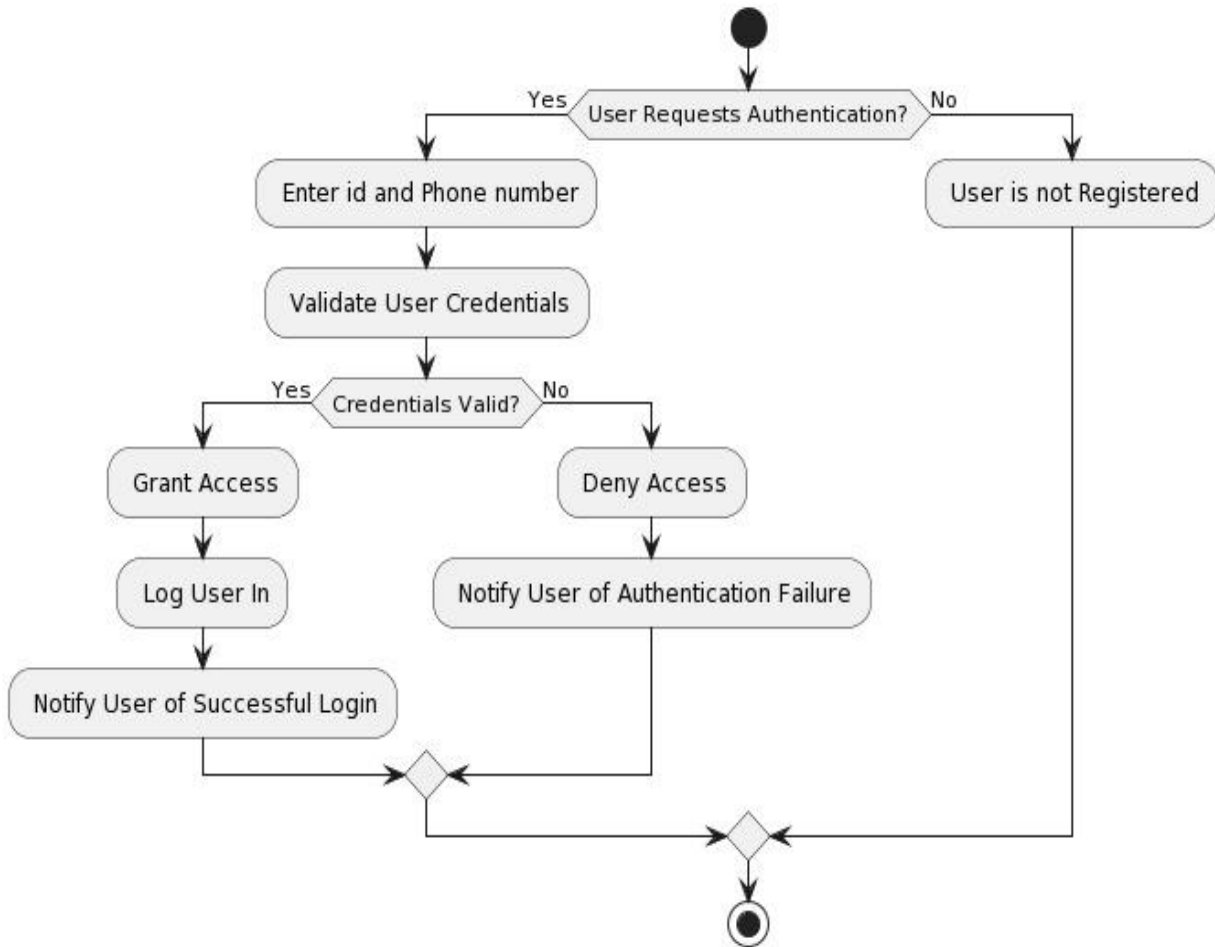 Yes
User Requests Authentication?
No
Enter id and Phone number
User is not Registered
Validate User Credentials
Yes
Credentials Valid?
No
Grant Access
Deny Access
Log User In
Notify User of Authentication Failure
Notify User of Successful Login